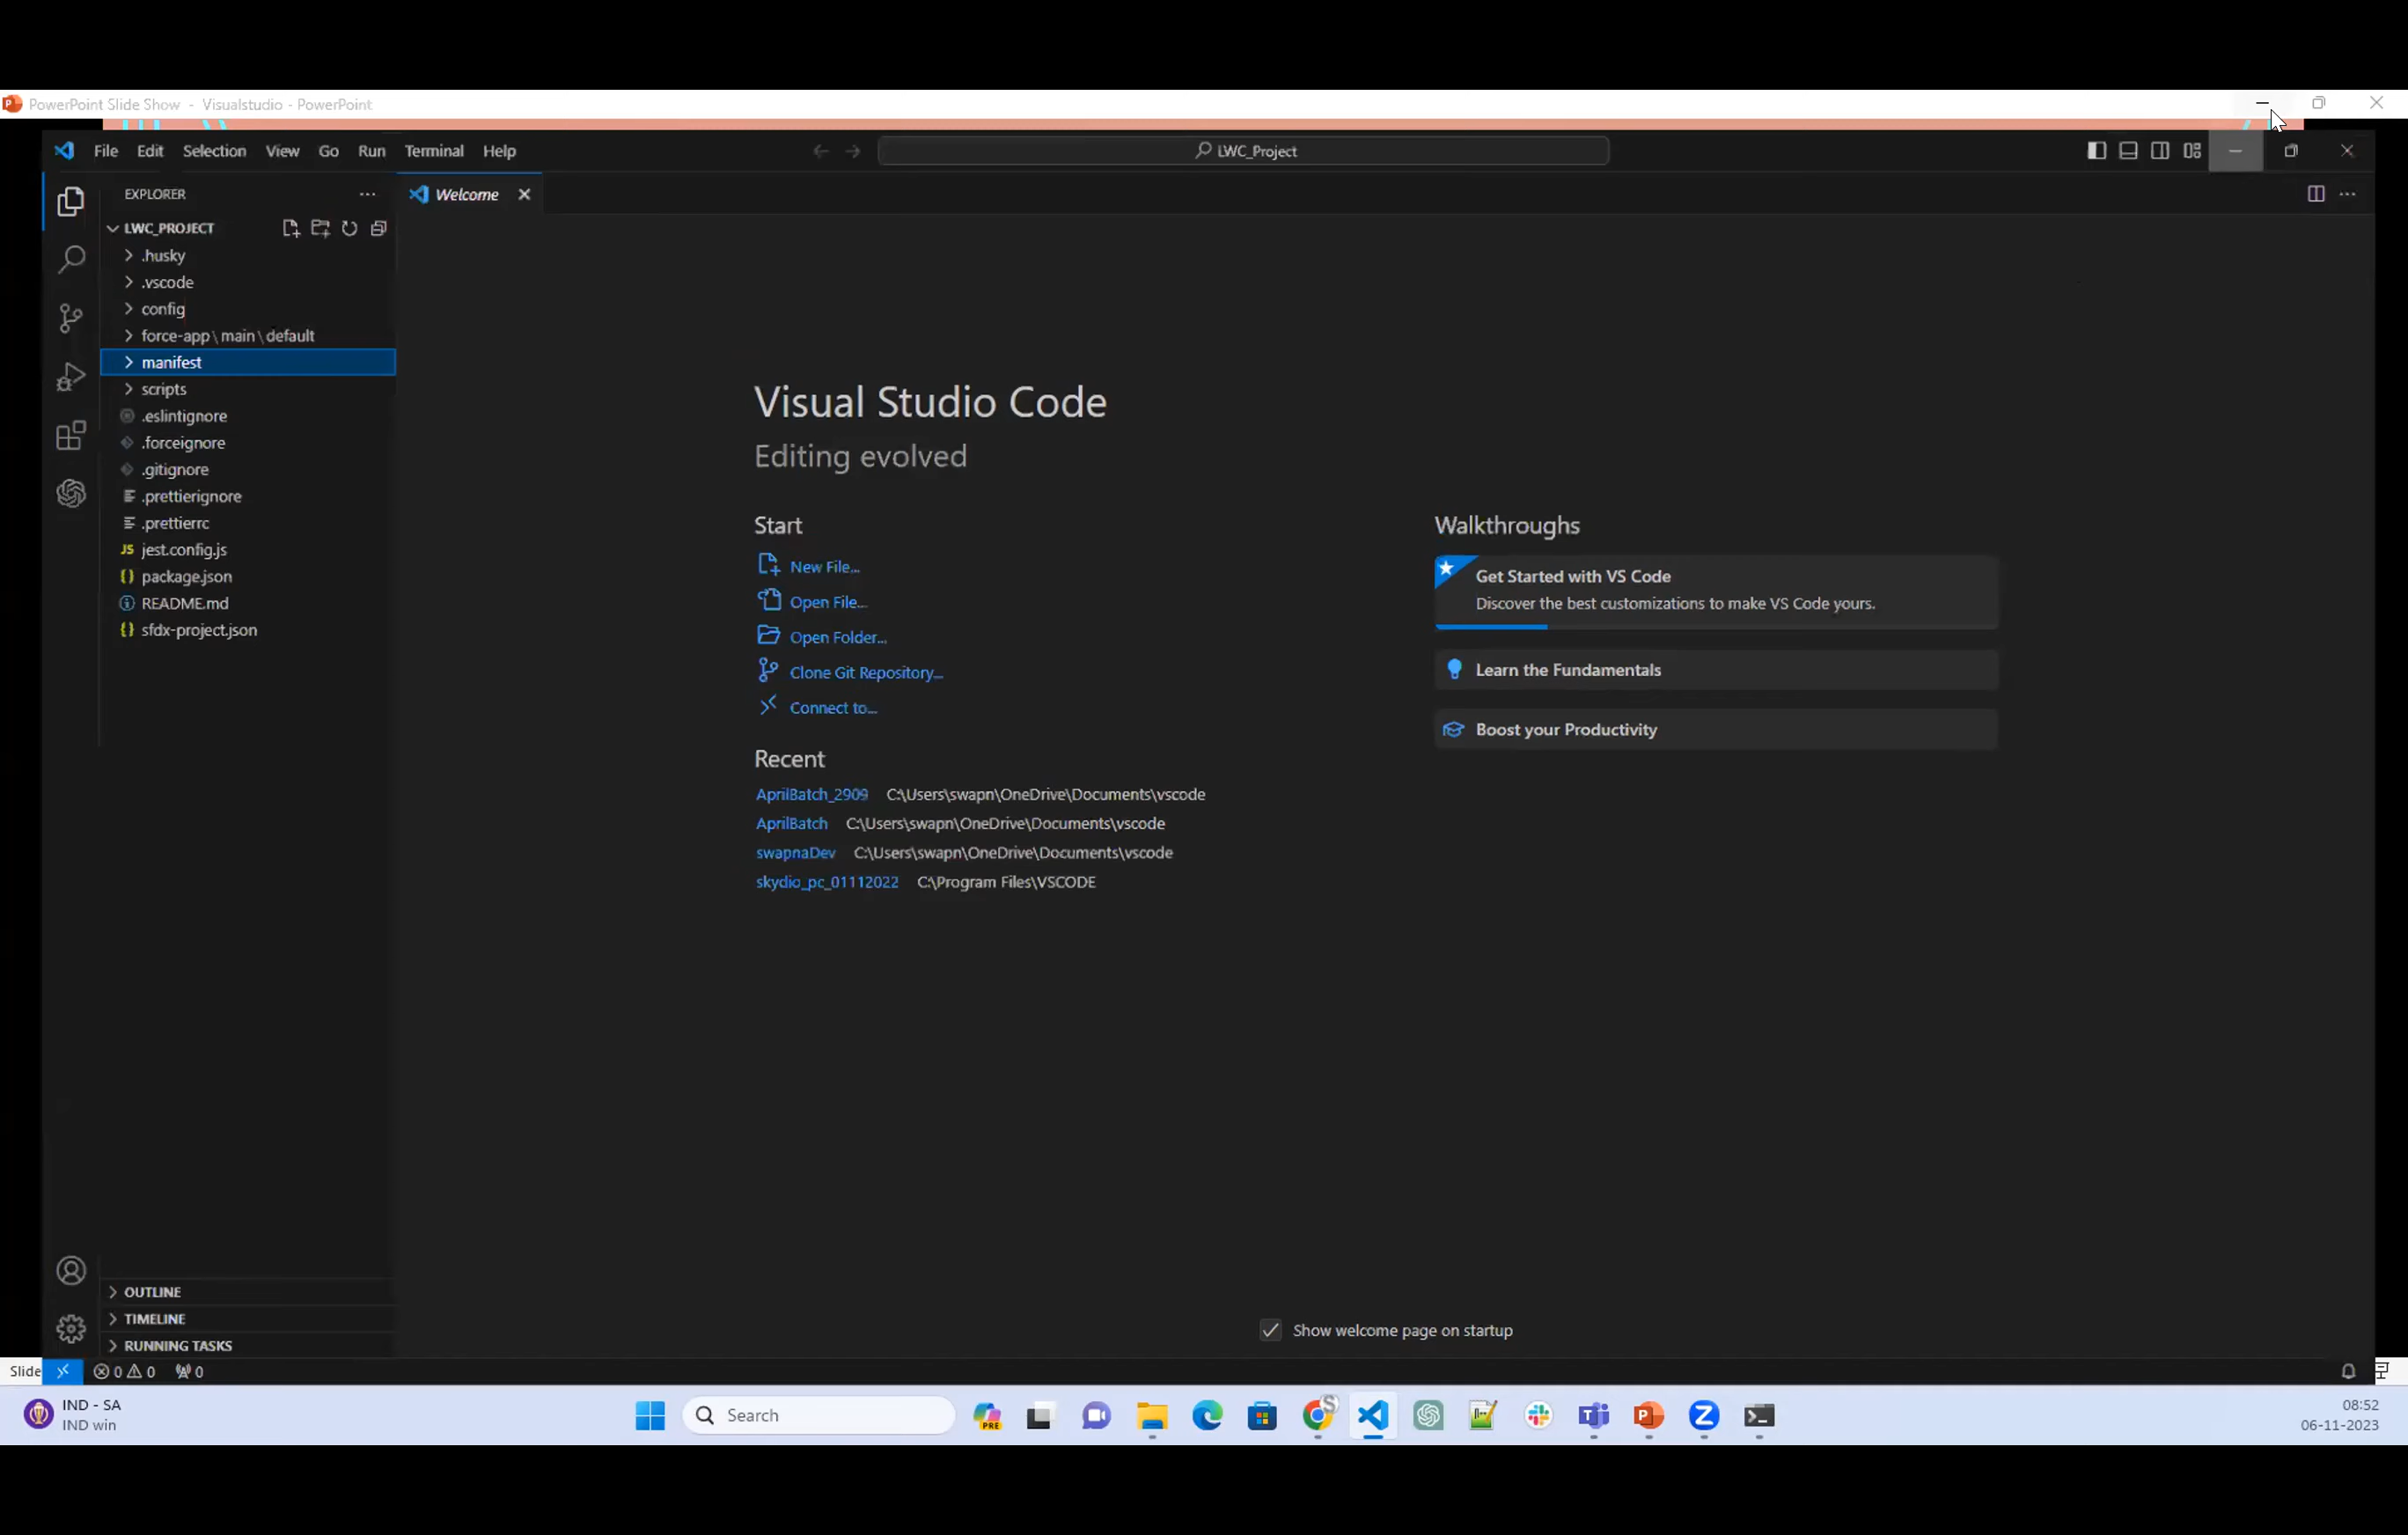 PowerPoint Slide Show - Visualstudio - PowerPoint
File Edit Selection View Go Run Terminal Help
LWC_Project
EXPLORER
Welcome
LWC_PROJECT
.husky
.vscode
config
force-app\main\default
manifest
scripts
.eslintignore
.forceignore
.gitignore
.prettierignore
.prettierrc
JS jest.config.js
{} package.json
README.md
{} sfdx-project.json
Visual Studio Code
Editing evolved
Start
New File...
Open File...
Open Folder...
Clone Git Repository...
Connect to...
Recent
AprilBatch_2909 C:\Users\swapn\OneDrive\Documents\vscode
AprilBatch C:\Users\swapn\OneDrive\Documents\vscode
swapnaDev C:\Users\swapn\OneDrive\Documents\vscode
skydio_pc_01112022 C:\Program Files\VSCODE
Walkthroughs
Get Started with VS Code
Discover the best customizations to make VS Code yours.
Learn the Fundamentals
Boost your Productivity
OUTLINE
TIMELINE
RUNNING TASKS
Show welcome page on startup
Slide
0 0 0
IND - SA
IND win
Search
PRE
08:52
06-11-2023